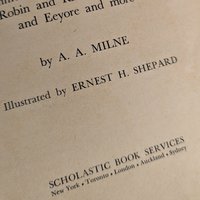 Robin and
and Eeyore and more
by A. A. MILNE
Illustrated by ERNEST H. SHEPARD
SCHOLASTIC BOOK SERVICES
New York • Toronto • London • Auckland • Sydney